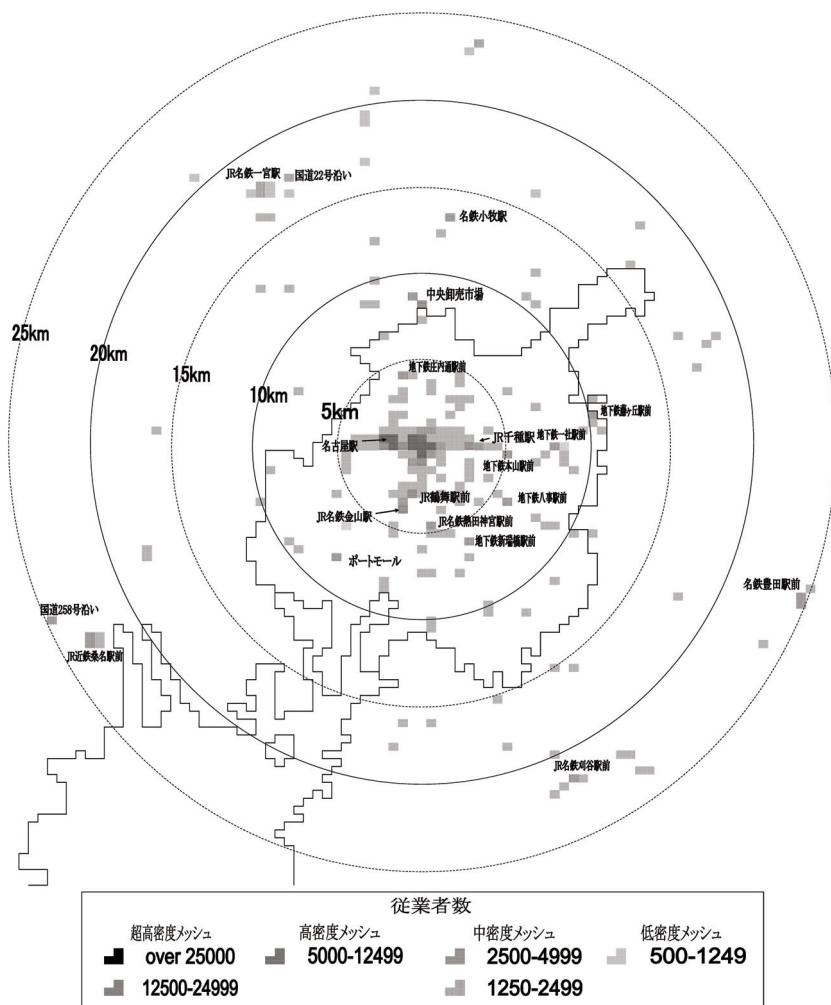 JR名鉄一宮駅
国道22号沿い
名鉄小牧駅
中央卸売市場
25km
20km
15km
10km
5km
地下鉄庄内通駅前
地下鉄藤ヶ丘駅前
名古屋駅
JR千種駅
地下鉄一社駅前
地下鉄本山駅前
JR鶴舞駅前
地下鉄八事駅前
JR名鉄金山駅
JR名鉄熱田神宮駅前
地下鉄新瑞橋駅前
ポートモール
名鉄豊田駅前
国道258号沿い
JR近鉄桑名駅前
JR名鉄刈谷駅前
従業者数
超高密度メッシュ 高密度メッシュ 中密度メッシュ 低密度メッシュ
over 25000 5000-12499 2500-4999 500-1249
12500-24999 1250-2499